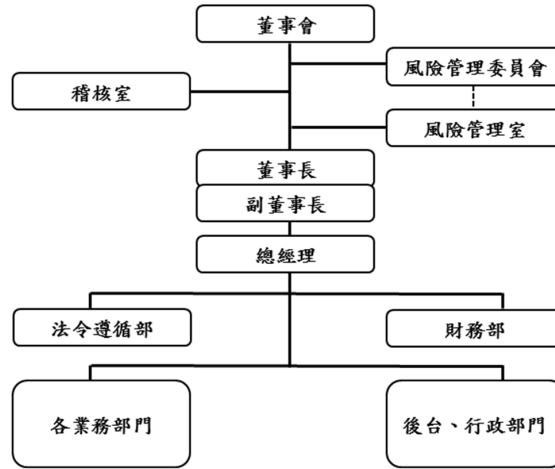 董事會
風險管理委員會
稽核室
風險管理室
董事長
副董事長
總經理
法令遵循部
財務部
各業務部門
後台、行政部門